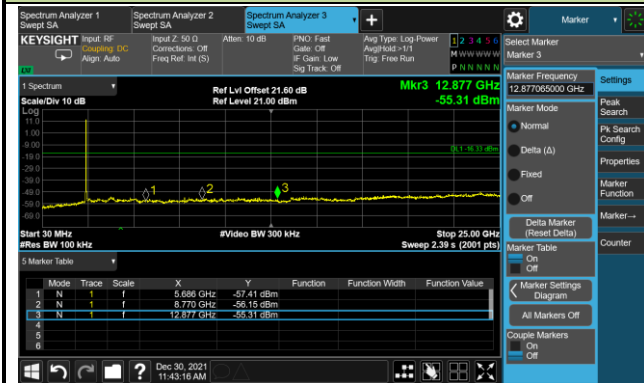 Spectrum Analyzer 1
Swept SA
Spectrum Analyzer 2
Swept SA
Spectrum Analyzer 3
Swept SA
+
Marker
KEYSIGHT
Input: RF
Coupling: DC
Align: Auto
Input Z: 50 Ω
Corrections: Off
Freq Ref: Int (S)
Atten: 10 dB
PNO: Fast
Gate: Off
IF Gain: Low
Sig Track: Off
Avg Type: Log-Power
Avg|Hold:>1/1
Trig: Free Run
1 2 3 4 5 6
M W W W W W
P N N N N N
LXI
Select Marker
Marker 3
1 Spectrum
Scale/Div 10 dB
Log
Ref Lvl Offset 21.60 dB
Ref Level 21.00 dBm
Mkr3 12.877 GHz
-55.31 dBm
11.0
1.00
-9.00
-19.0
-29.0
-39.0
-49.0
-59.0
-69.0
DL1 -16.33 dBm
1
2
3
Start 30 MHz
#Res BW 100 kHz
#Video BW 300 kHz
Stop 25.00 GHz
Sweep 2.39 s (2001 pts)
5 Marker Table
Mode Trace Scale X Y Function Function Width Function Value
1 N 1 f 5.686 GHz -57.41 dBm
2 N 1 f 8.770 GHz -56.15 dBm
3 N 1 f 12.877 GHz -55.31 dBm
4
5
6
Dec 30, 2021
11:43:16 AM
?
Marker Frequency
12.877065000 GHz
Marker Mode
Normal
Delta (Δ)
Fixed
Off
Delta Marker
(Reset Delta)
Marker Table
On
Off
Marker Settings
Diagram
All Markers Off
Couple Markers
On
Off
Settings
Peak
Search
Pk Search
Config
Properties
Marker
Function
Marker→
Counter